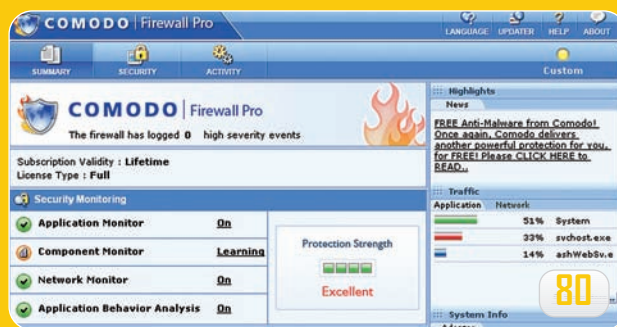 COMODO Firewall Pro
LANGUAGE UPDATER HELP ABOUT
SUMMARY SECURITY ACTIVITY
Custom
COMODO Firewall Pro
The firewall has logged 0 high severity events
Subscription Validity : Lifetime
License Type : Full
Security Monitoring
Application Monitor On
Component Monitor Learning
Network Monitor On
Application Behavior Analysis On
Protection Strength
Excellent
Highlights
News
FREE Anti-Malware from Comodo!
Once again, Comodo delivers
another powerful protection for you,
for FREE! Please CLICK HERE to
READ..
Traffic
Application Network
51% System
33% svchost.exe
14% ashWebSv.e
System Info
80